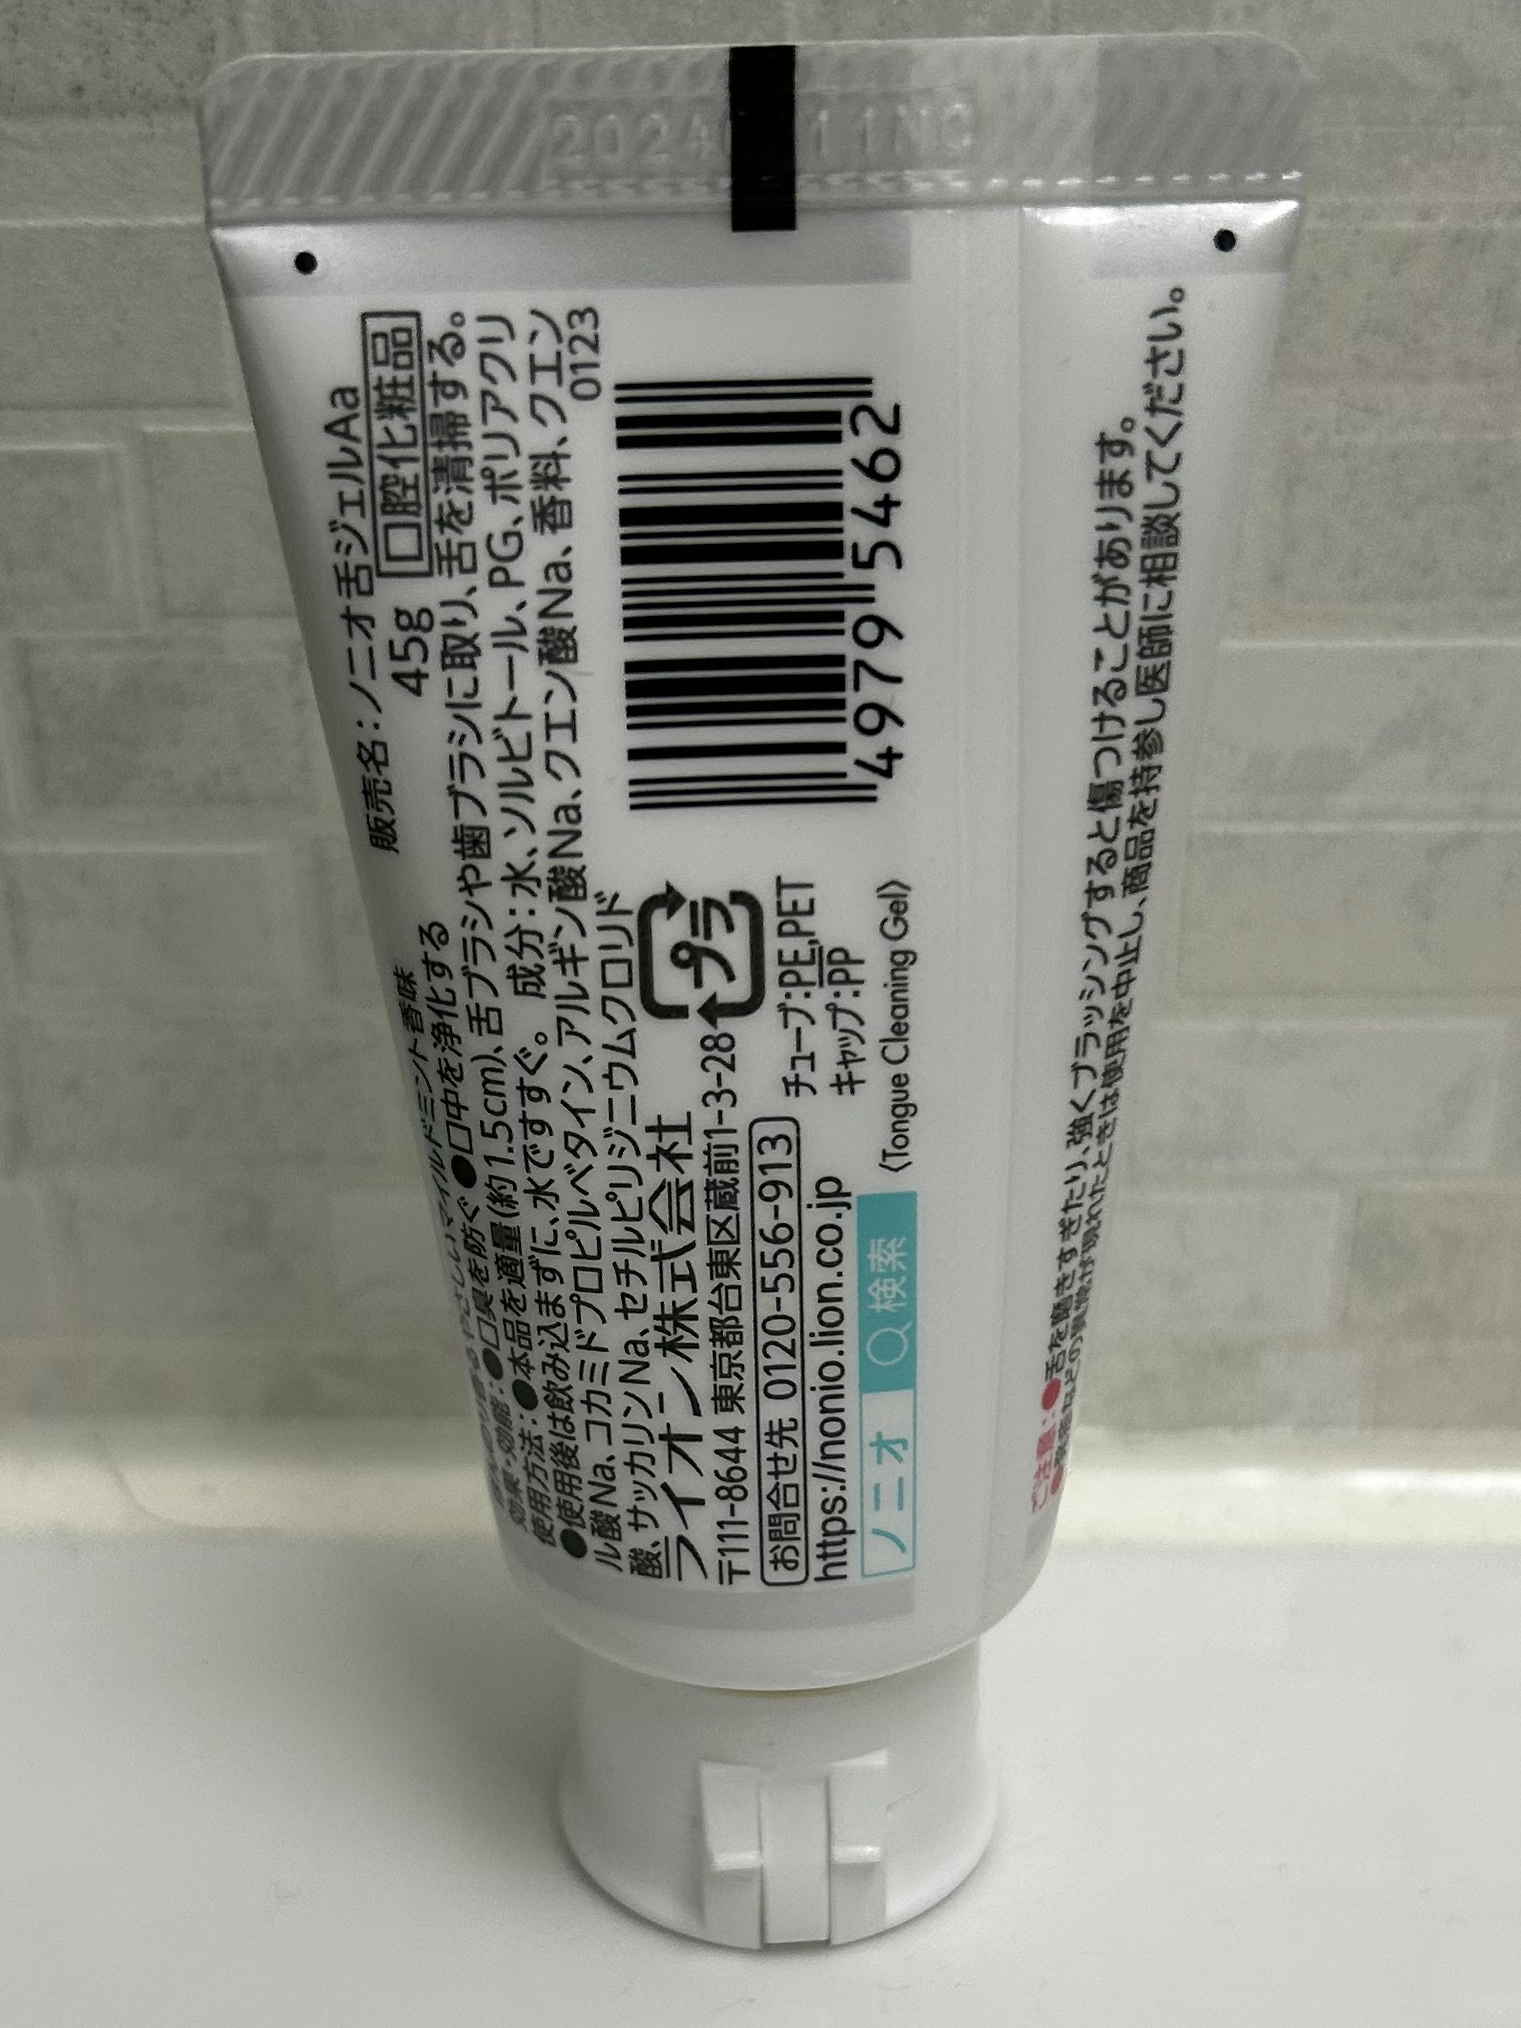 2024 11NC
販売名：ノニオ舌ジェルAa
45g 口腔化粧品
やさしいマイルドミント香味
効果・効能：●口臭を防ぐ ●口中を浄化する
使用方法：●本品を適量(約1.5cm)、舌ブラシや歯ブラシに取り、舌を清掃する。
●使用後は飲み込まずに、水ですすぐ。 成分：水、ソルビトール、PG、ポリアクリ
ル酸Na、コカミドプロピルベタイン、アルギン酸Na、クエン酸Na、香料、クエン
酸、サッカリンNa、セチルピリジニウムクロリド
0123
ライオン株式会社
〒111-8644 東京都台東区蔵前1-3-28
お問合せ先 0120-556-913
https://nonio.lion.co.jp
ノニオ 検索
プラ
チューブ:PE,PET
キャップ:PP
〈Tongue Cleaning Gel〉
4979 5462
ご注意：●舌を磨きすぎたり、強くブラッシングすると傷つけることがあります。
●発疹などの異常が現れたときは使用を中止し、商品を持参し医師に相談してください。